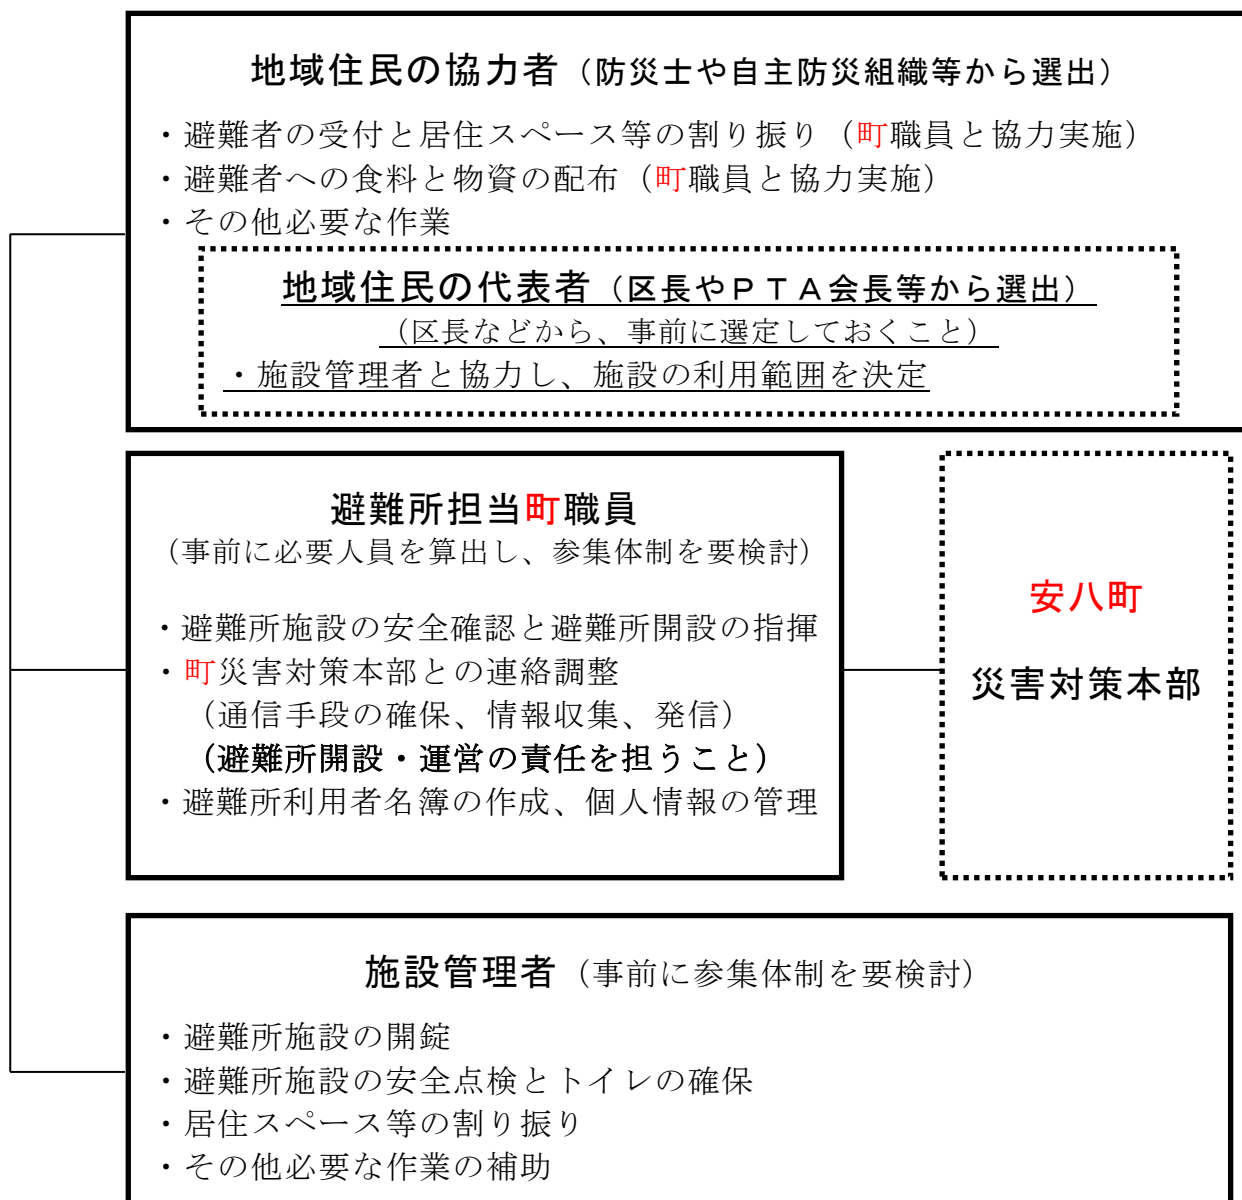 地域住民の協力者（防災士や自主防災組織等から選出）
・避難者の受付と居住スペース等の割り振り（町職員と協力実施）
・避難者への食料と物資の配布（町職員と協力実施）
・その他必要な作業
地域住民の代表者（区長やＰＴＡ会長等から選出）
（区長などから、事前に選定しておくこと）
・施設管理者と協力し、施設の利用範囲を決定
避難所担当町職員
（事前に必要人員を算出し、参集体制を要検討）
・避難所施設の安全確認と避難所開設の指揮
・町災害対策本部との連絡調整
（通信手段の確保、情報収集、発信）
（避難所開設・運営の責任を担うこと）
・避難所利用者名簿の作成、個人情報の管理
安八町
災害対策本部
施設管理者（事前に参集体制を要検討）
・避難所施設の開錠
・避難所施設の安全点検とトイレの確保
・居住スペース等の割り振り
・その他必要な作業の補助